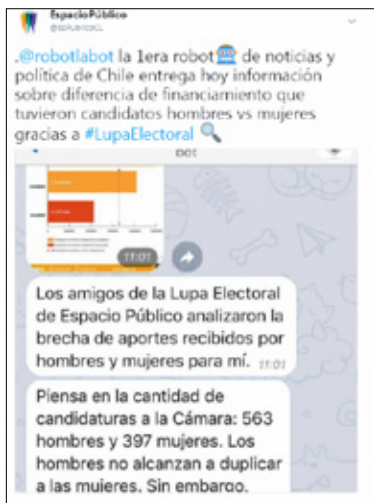 EspacioPúblico
@EsPublicoCL
.@robotlabot la 1era robot de noticias y
política de Chile entrega hoy información
sobre diferencia de financiamiento que
tuvieron candidatos hombres vs mujeres
gracias a #LupaElectoral
BOT
11:01
Los amigos de la Lupa Electoral
de Espacio Público analizaron la
brecha de aportes recibidos por
hombres y mujeres para mí. 11:01
Piensa en la cantidad de
candidaturas a la Cámara: 563
hombres y 397 mujeres. Los
hombres no alcanzan a duplicar
a las mujeres. Sin embargo,